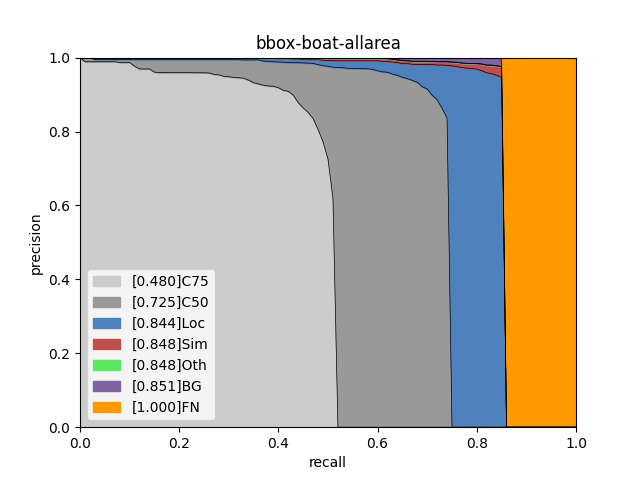 bbox-boat-allarea
precision
1.0
0.8
0.6
0.4
0.2
0.0
[0.480]C75
[0.725]C50
[0.844]Loc
[0.848]Sim
[0.848]Oth
[0.851]BG
[1.000]FN
0.0 0.2 0.4 0.6 0.8 1.0
recall